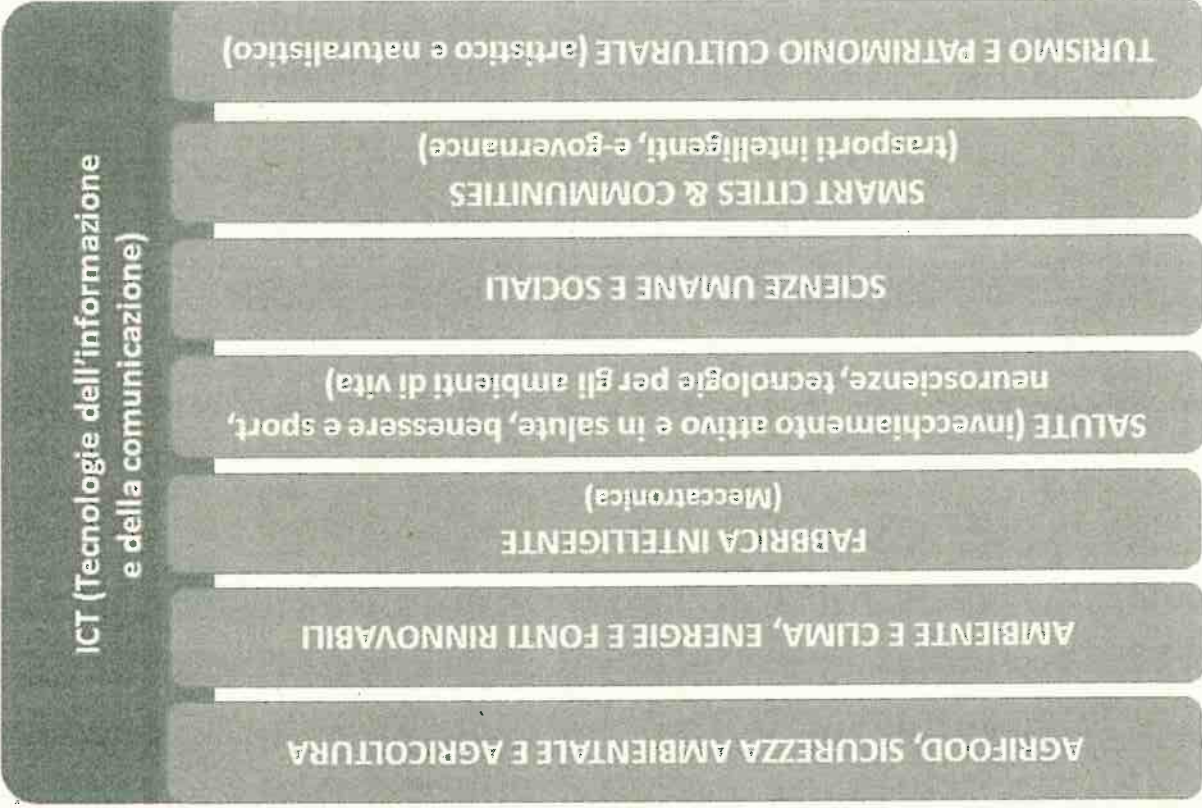 ICT (Tecnologie dell'informazione
e della comunicazione)
AGRIFOOD, SICUREZZA AMBIENTALE E AGRICOLTURA
AMBIENTE E CLIMA, ENERGIE E FONTI RINNOVABILI
FABBRICA INTELLIGENTE
(Meccatronica)
SALUTE (invecchiamento attivo e in salute, benessere e sport,
neuroscienze, tecnologie per gli ambienti di vita)
SCIENZE UMANE E SOCIALI
SMART CITIES & COMMUNITIES
(trasporti intelligenti, e-governance)
TURISMO E PATRIMONIO CULTURALE (artistico e naturalistico)